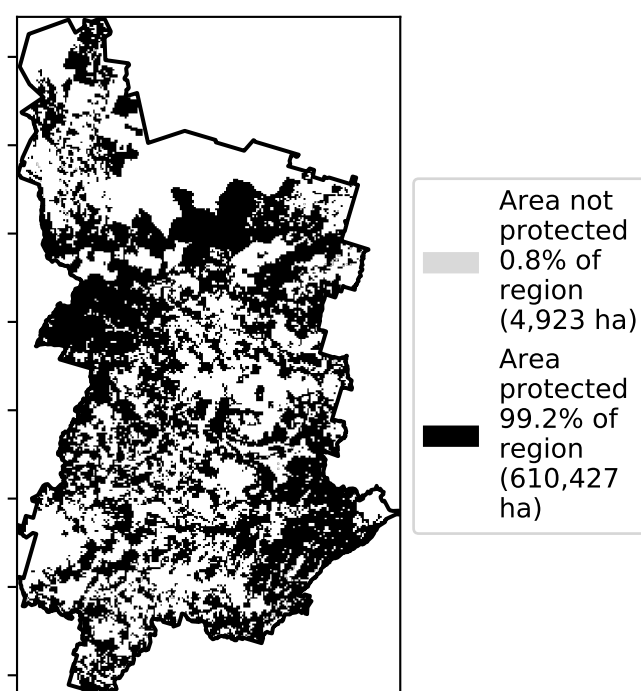 Area not
protected
0.8% of
region
(4,923 ha)
Area
protected
99.2% of
region
(610,427
ha)